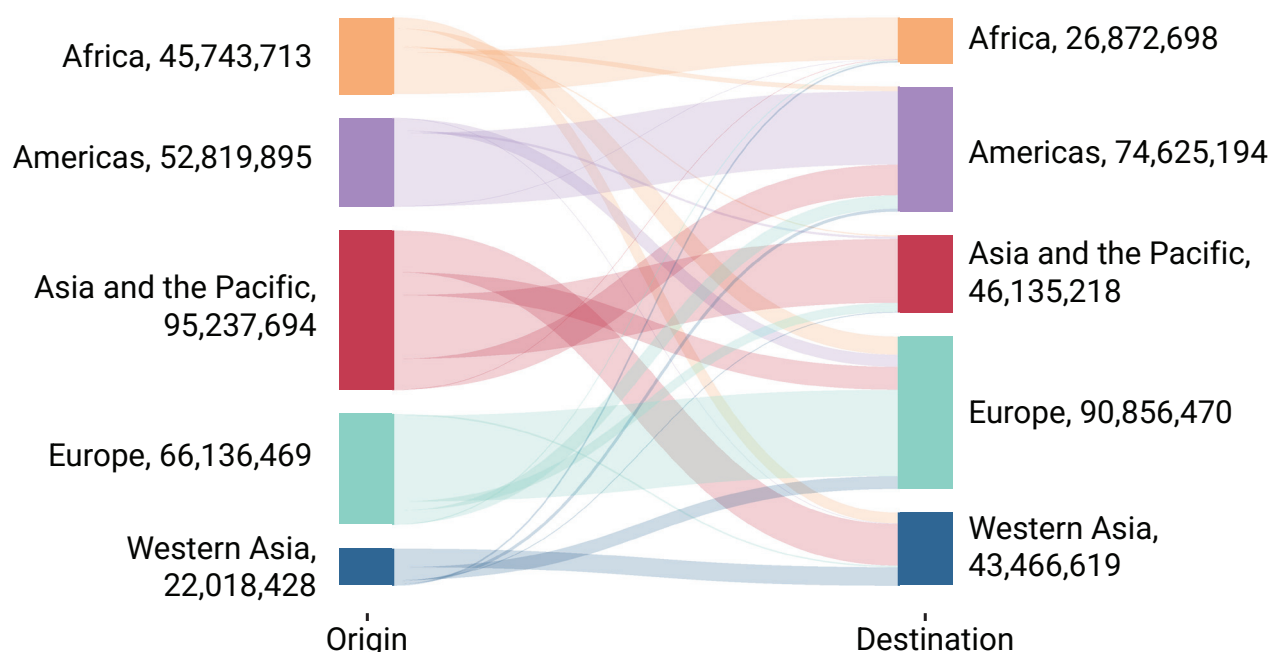 Africa, 45,743,713
Americas, 52,819,895
Asia and the Pacific,
95,237,694
Europe, 66,136,469
Western Asia,
22,018,428
Origin
Africa, 26,872,698
Americas, 74,625,194
Asia and the Pacific,
46,135,218
Europe, 90,856,470
Western Asia,
43,466,619
Destination